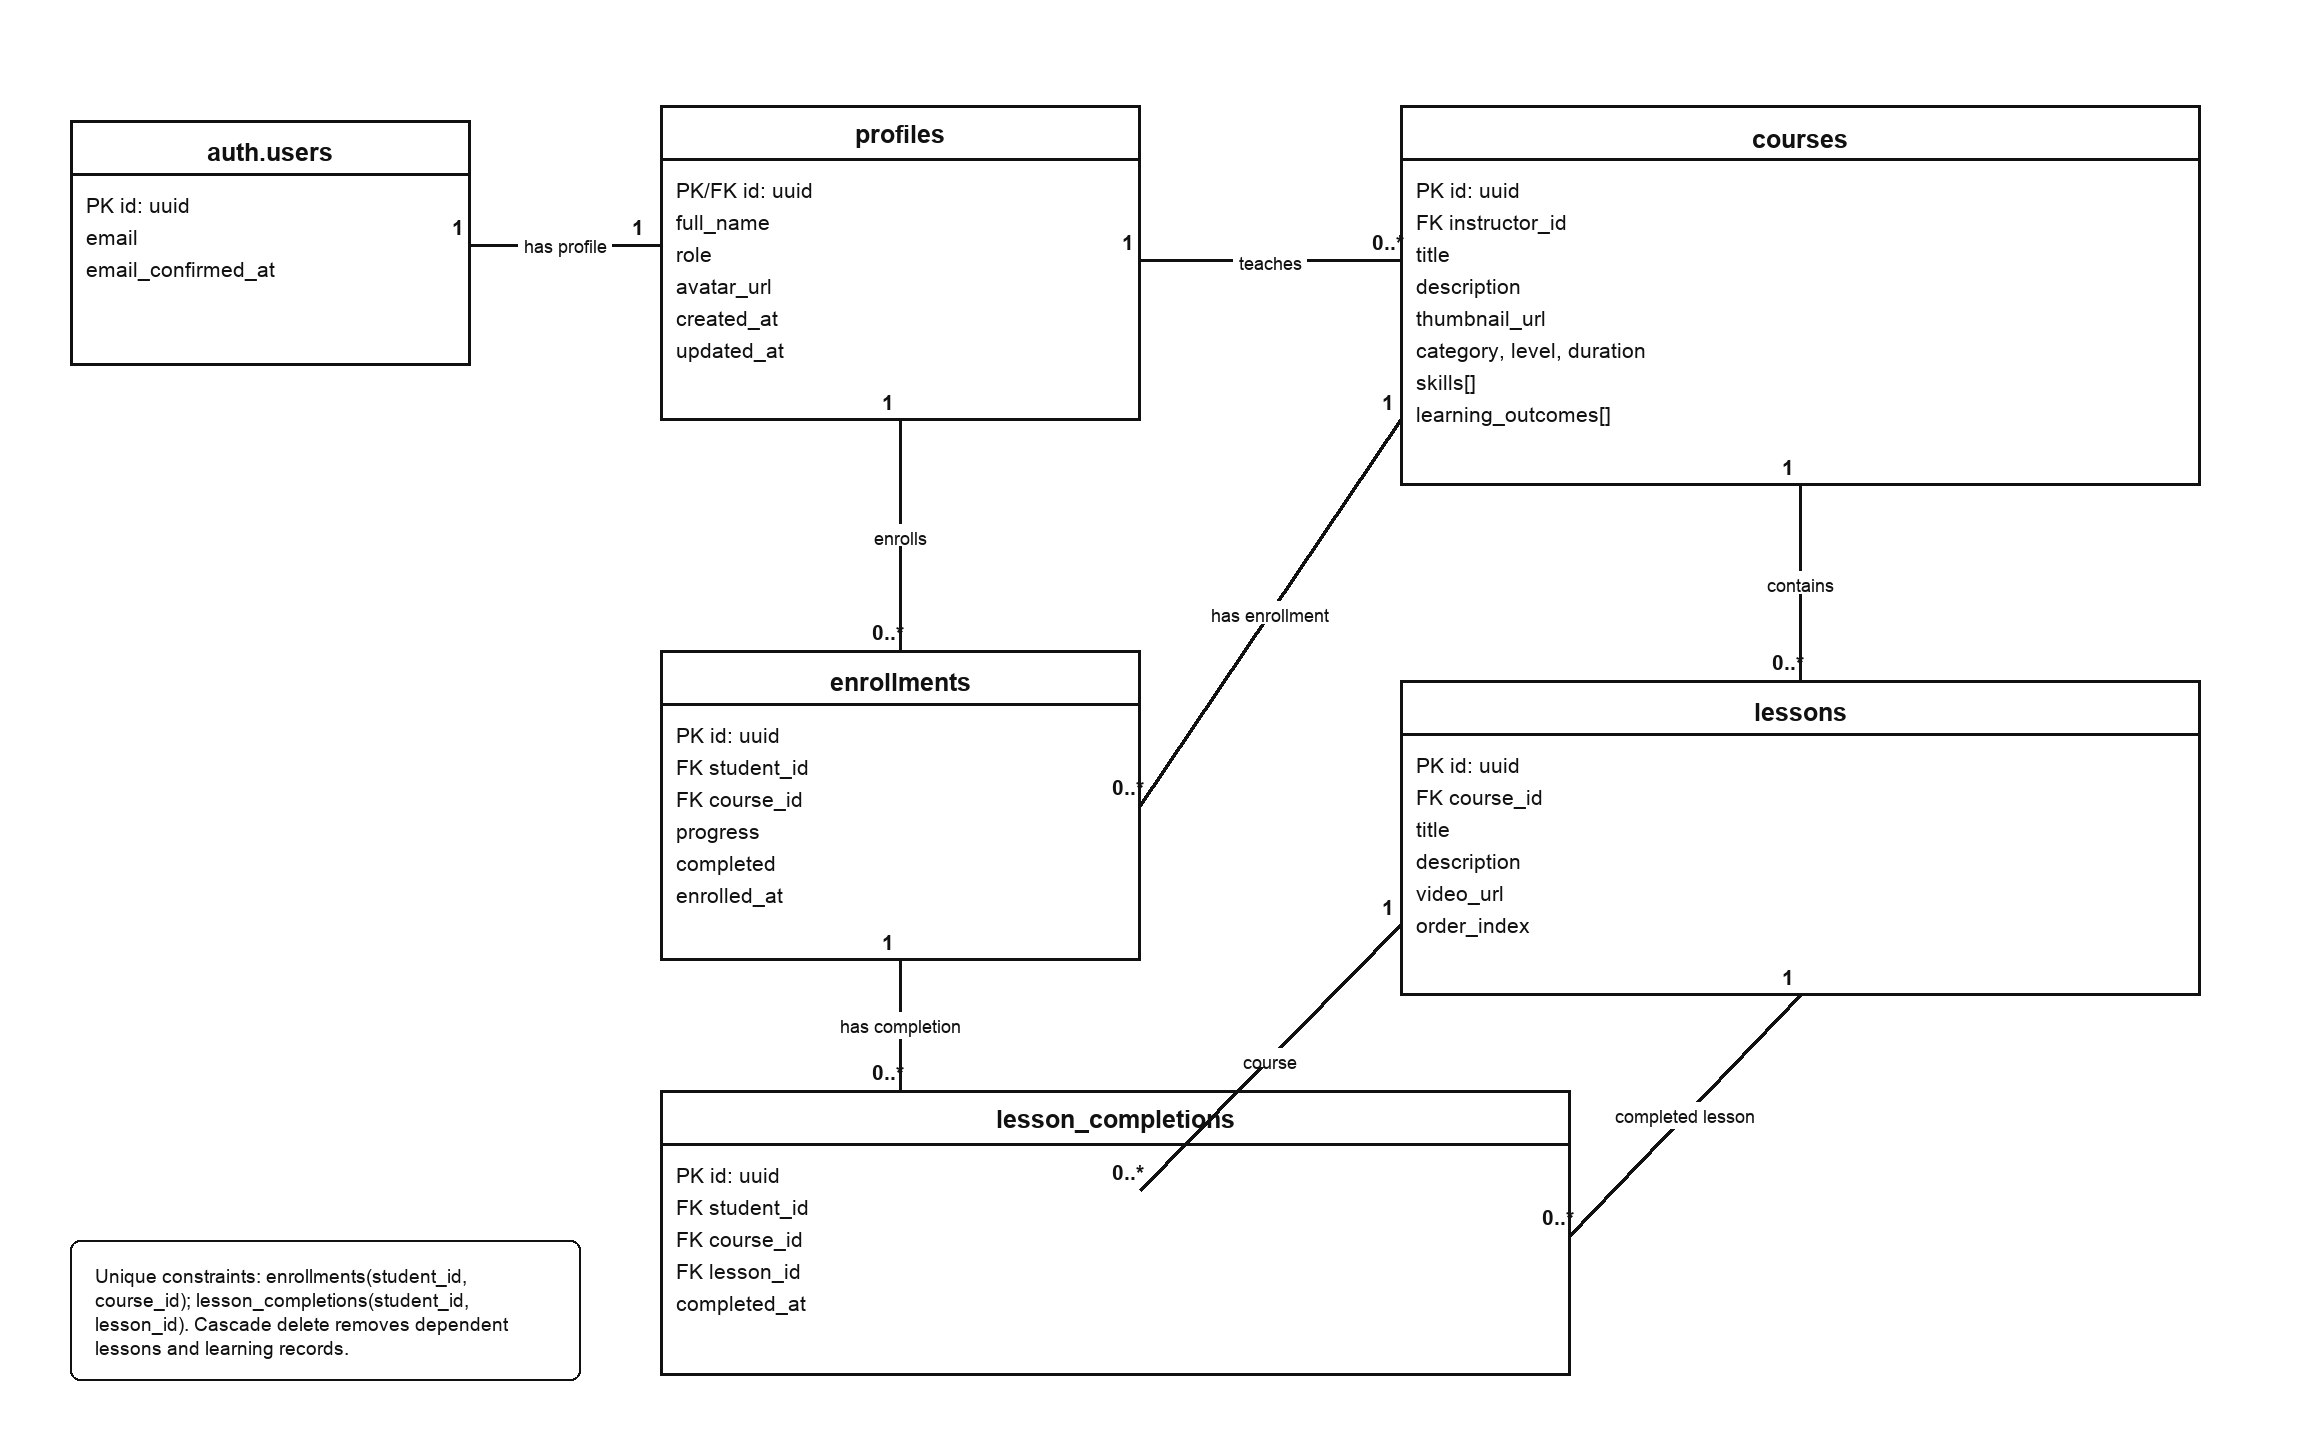 auth.users
PK id: uuid
email
email_confirmed_at
1
has profile
1
profiles
PK/FK id: uuid
full_name
role
avatar_url
created_at
updated_at
1
1
teaches
0..*
courses
PK id: uuid
FK instructor_id
title
description
thumbnail_url
category, level, duration
skills[]
learning_outcomes[]
1
1
enrolls
0..*
has enrollment
0..*
contains
0..*
enrollments
PK id: uuid
FK student_id
FK course_id
progress
completed
enrolled_at
1
lessons
PK id: uuid
FK course_id
title
description
video_url
order_index
1
1
has completion
0..*
course
0..*
completed lesson
0..*
lesson_completions
PK id: uuid
FK student_id
FK course_id
FK lesson_id
completed_at
Unique constraints: enrollments(student_id,
course_id); lesson_completions(student_id,
lesson_id). Cascade delete removes dependent
lessons and learning records.